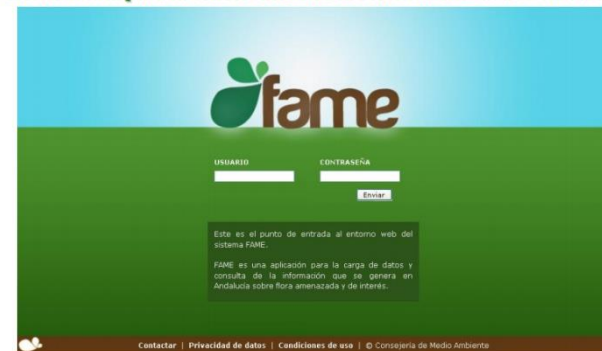 fame
USUARIO CONTRASEÑA
Enviar
Este es el punto de entrada al entorno web del
sistema FAME.
FAME es una aplicación para la carga de datos y
consulta de la información que se genera en
Andalucía sobre flora amenazada y de interés.
Contactar | Privacidad de datos | Condiciones de uso | © Consejería de Medio Ambiente